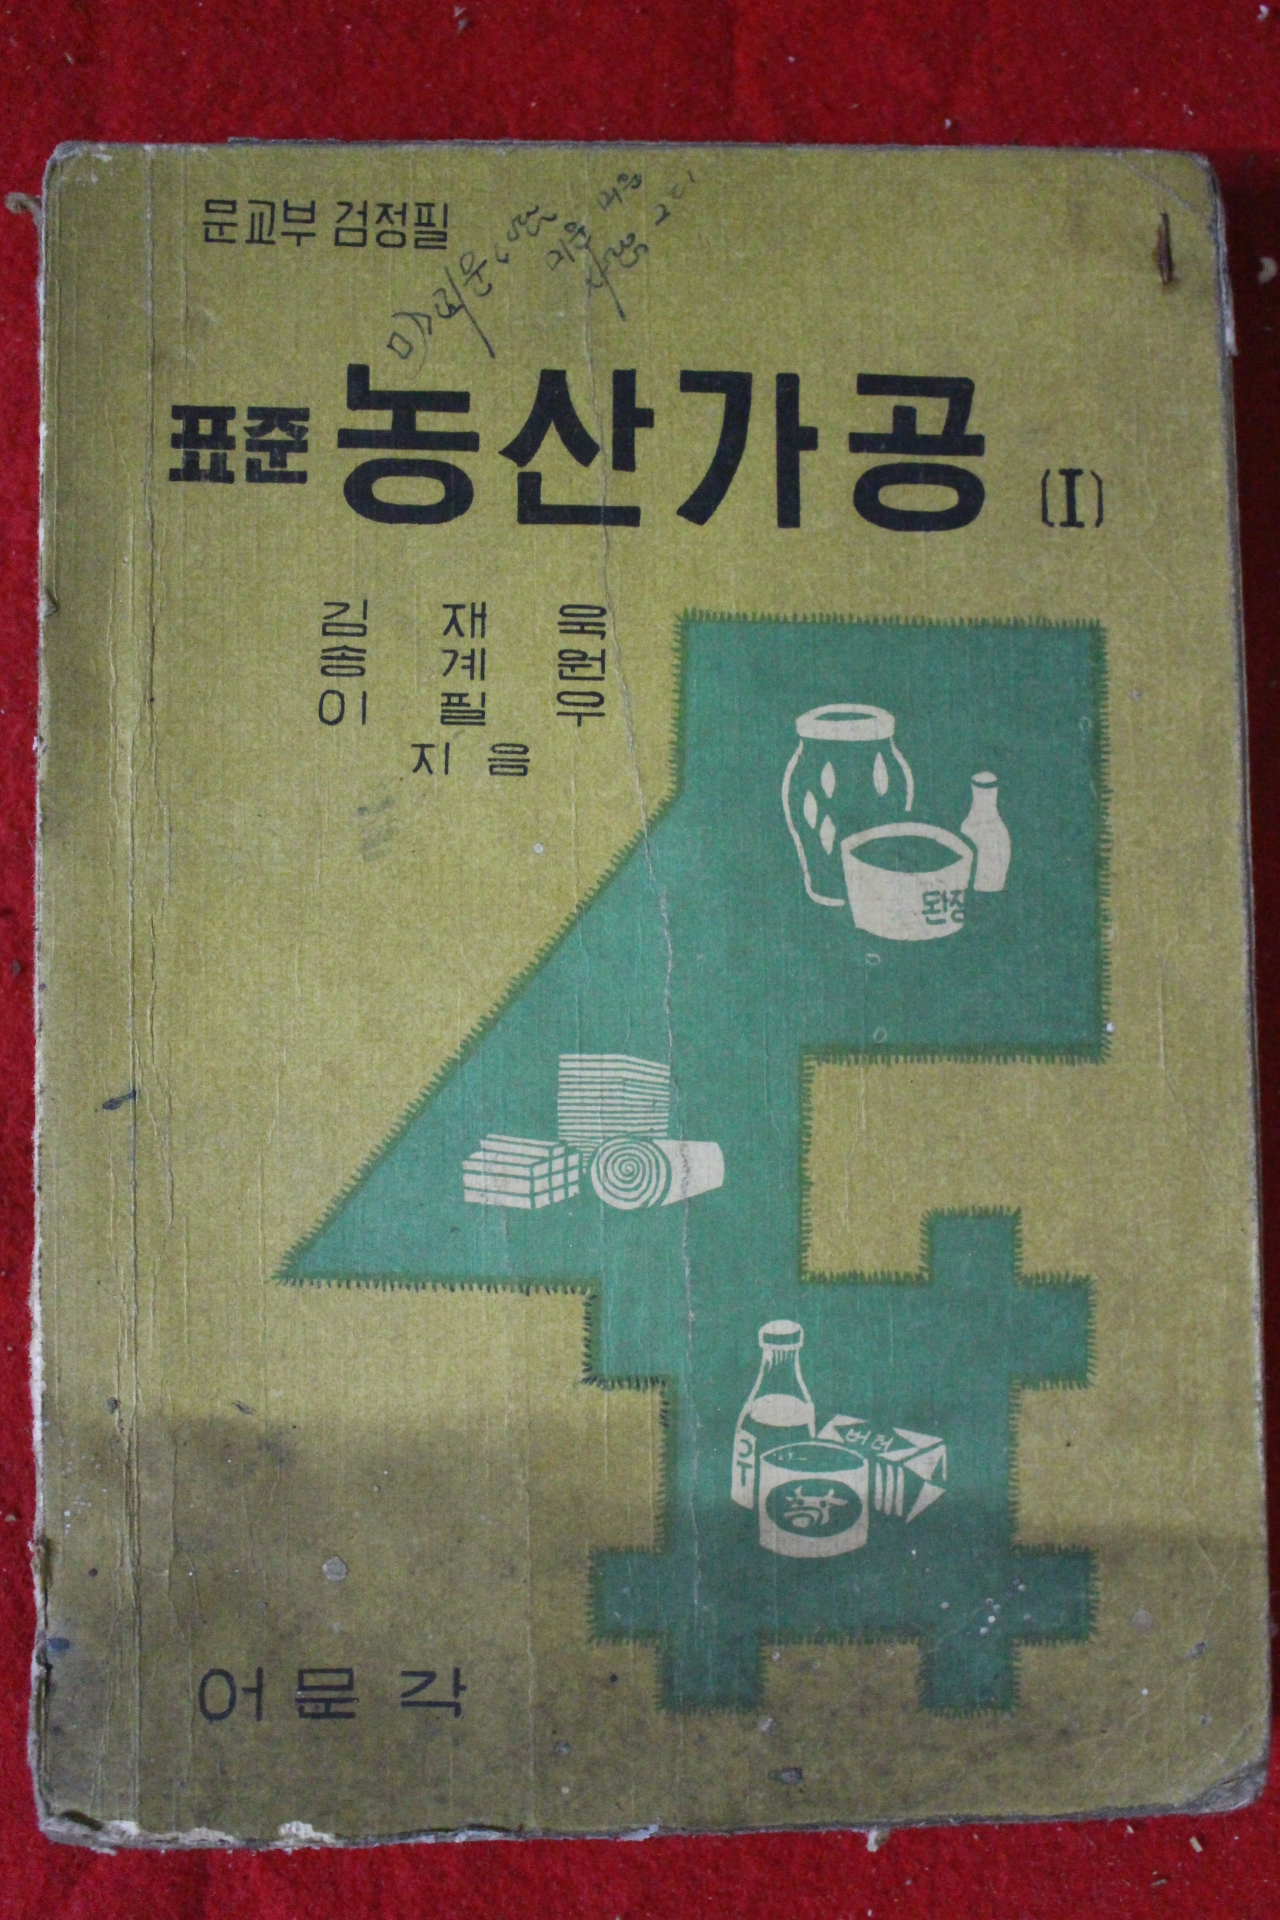 문교부 검정필
표준 농산가공 (I)
김 재 욱
송 계 원
이 필 우
지 음
된장
버터
어 문 각